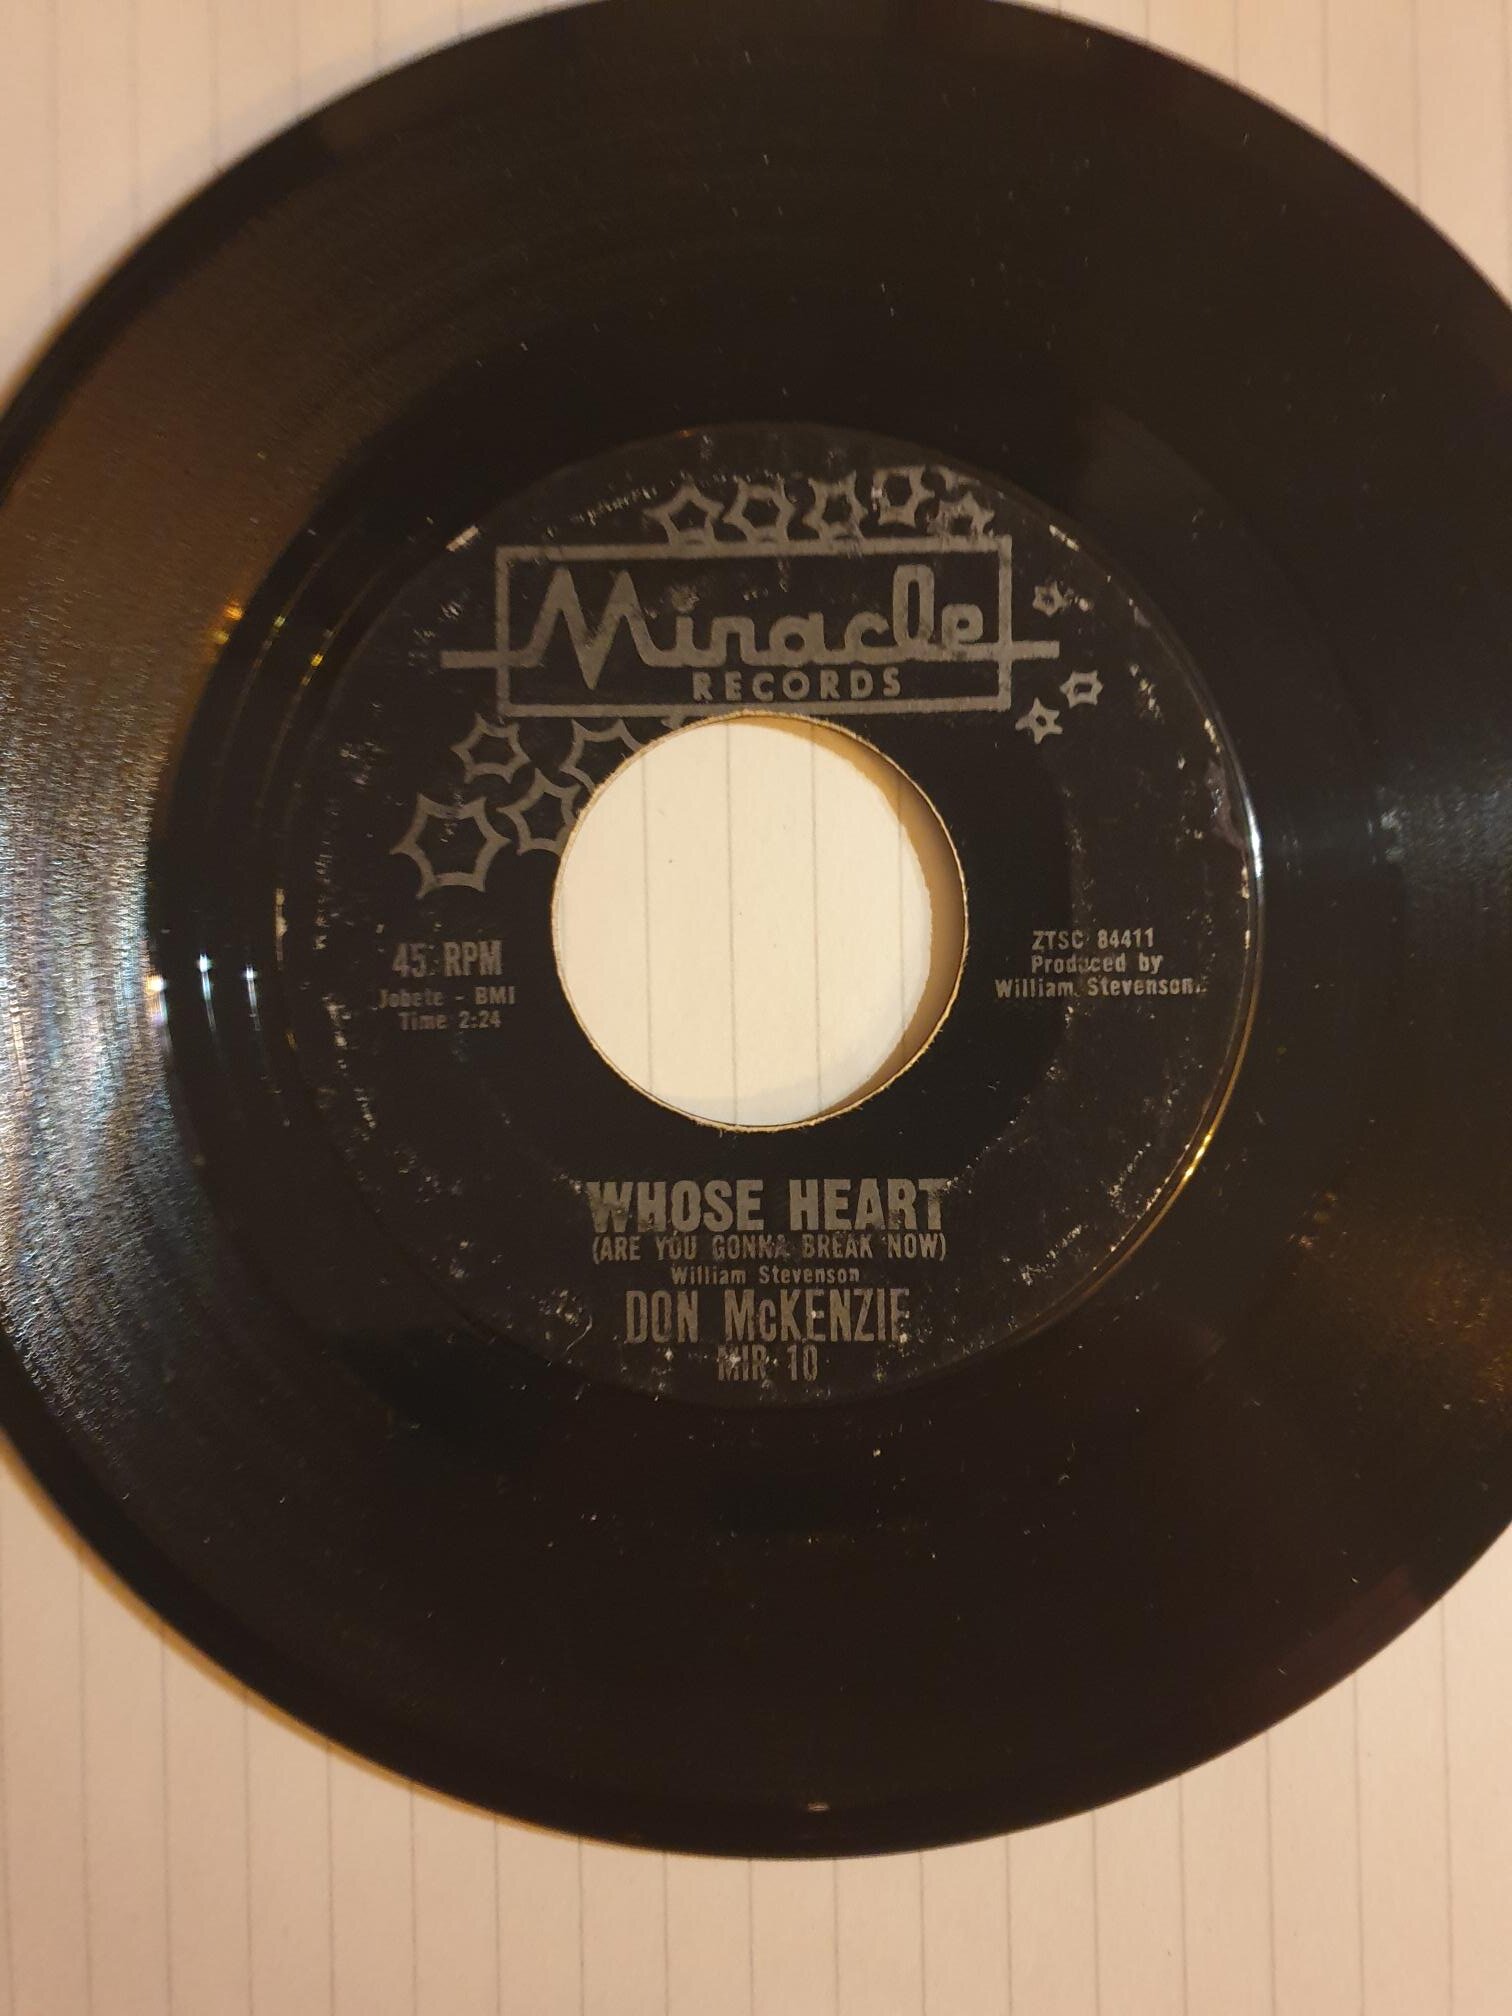 Miracle
RECORDS
45 RPM
Jobete - BMI
Time 2:24
ZTSC 84411
Produced by
William Stevenson
WHOSE HEART
(ARE YOU GONNA BREAK NOW)
William Stevenson
DON McKENZIE
MIR 10